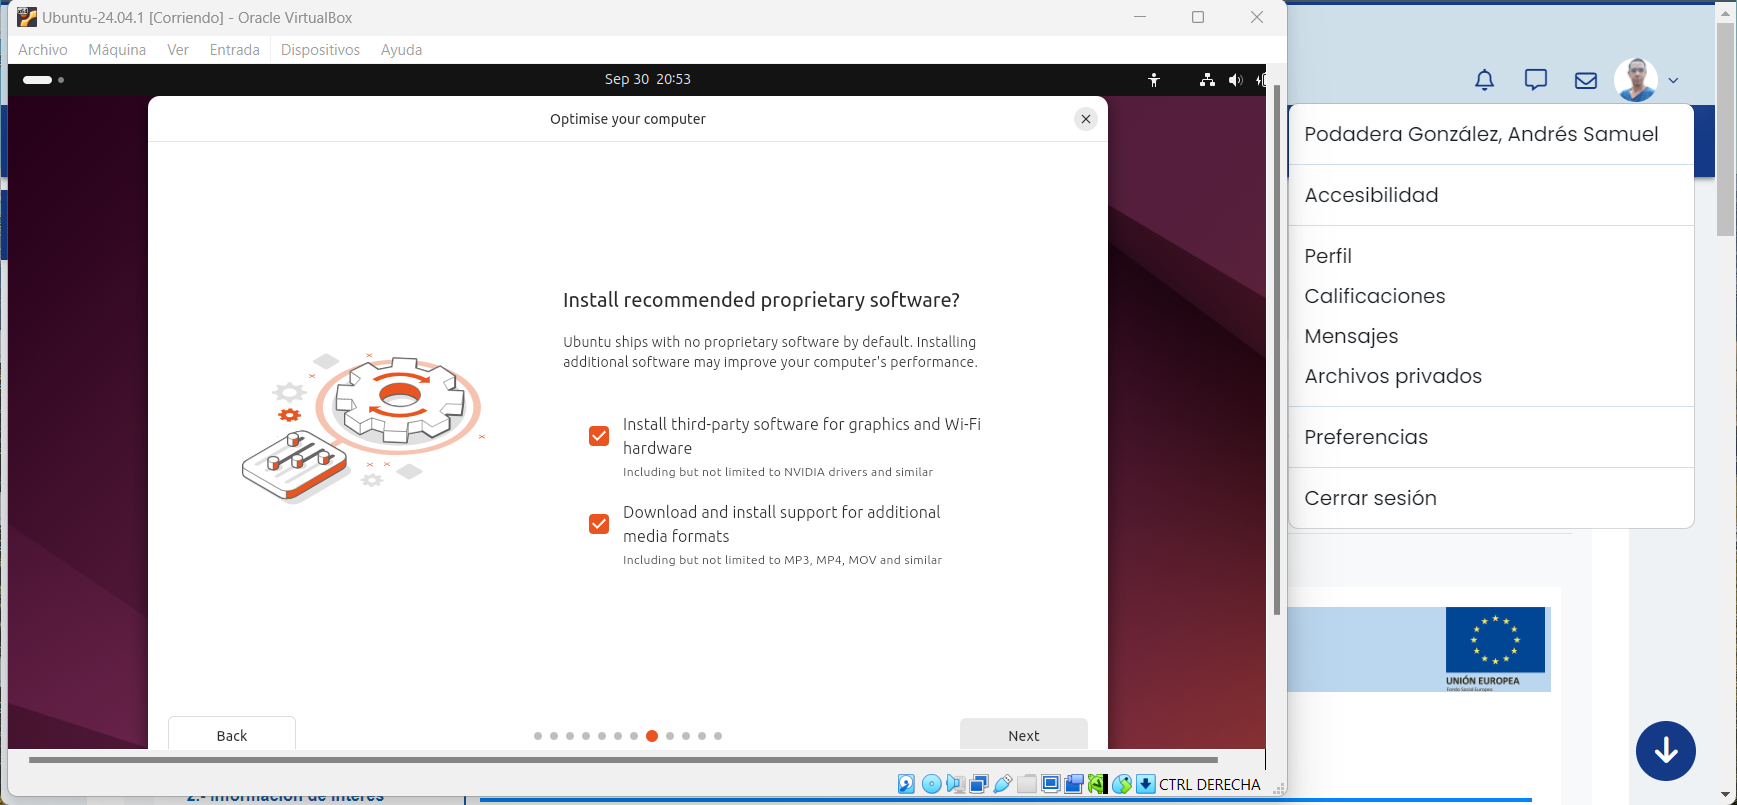 Ubuntu-24.04.1 [Corriendo] - Oracle VirtualBox
Archivo Máquina Ver Entrada Dispositivos Ayuda
Sep 30 20:53
Optimise your computer
Install recommended proprietary software?
Ubuntu ships with no proprietary software by default. Installing
additional software may improve your computer's performance.
Install third-party software for graphics and Wi-Fi
hardware
Including but not limited to NVIDIA drivers and similar
Download and install support for additional
media formats
Including but not limited to MP3, MP4, MOV and similar
Back
Next
CTRL DERECHA
Podadera González, Andrés Samuel
Accesibilidad
Perfil
Calificaciones
Mensajes
Archivos privados
Preferencias
Cerrar sesión
UNIÓN EUROPEA
Fondo Social Europeo
2.- Información de interés